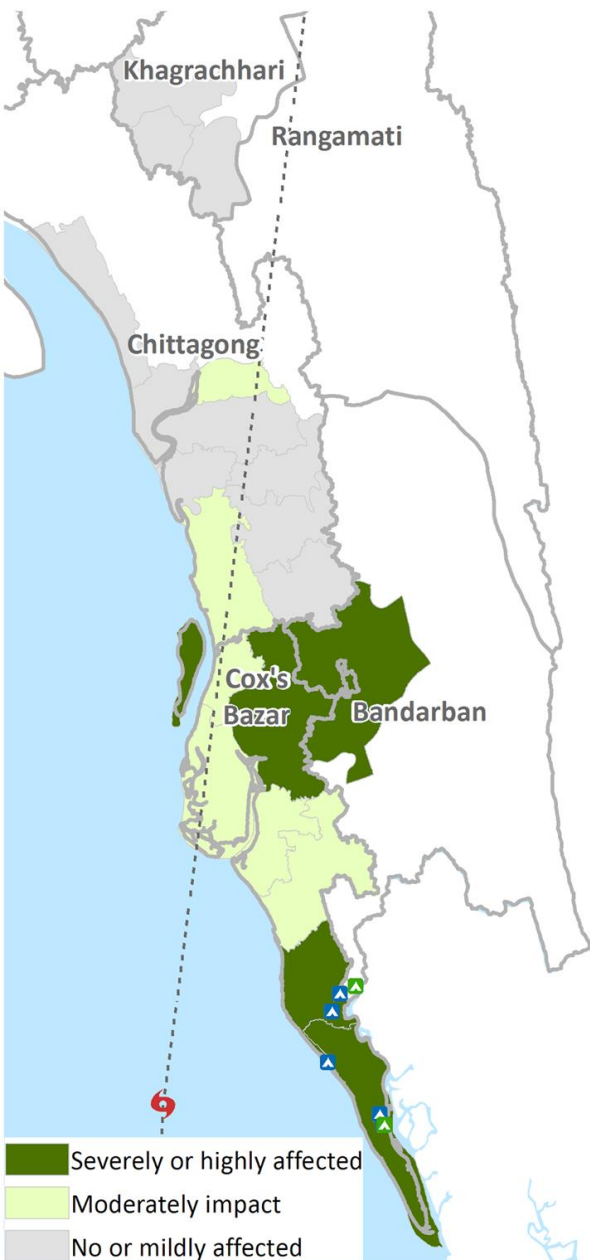 Khagrachhari
Rangamati
Chittagong
Cox's
Bazar
Bandarban
Severely or highly affected
Moderately impact
No or mildly affected